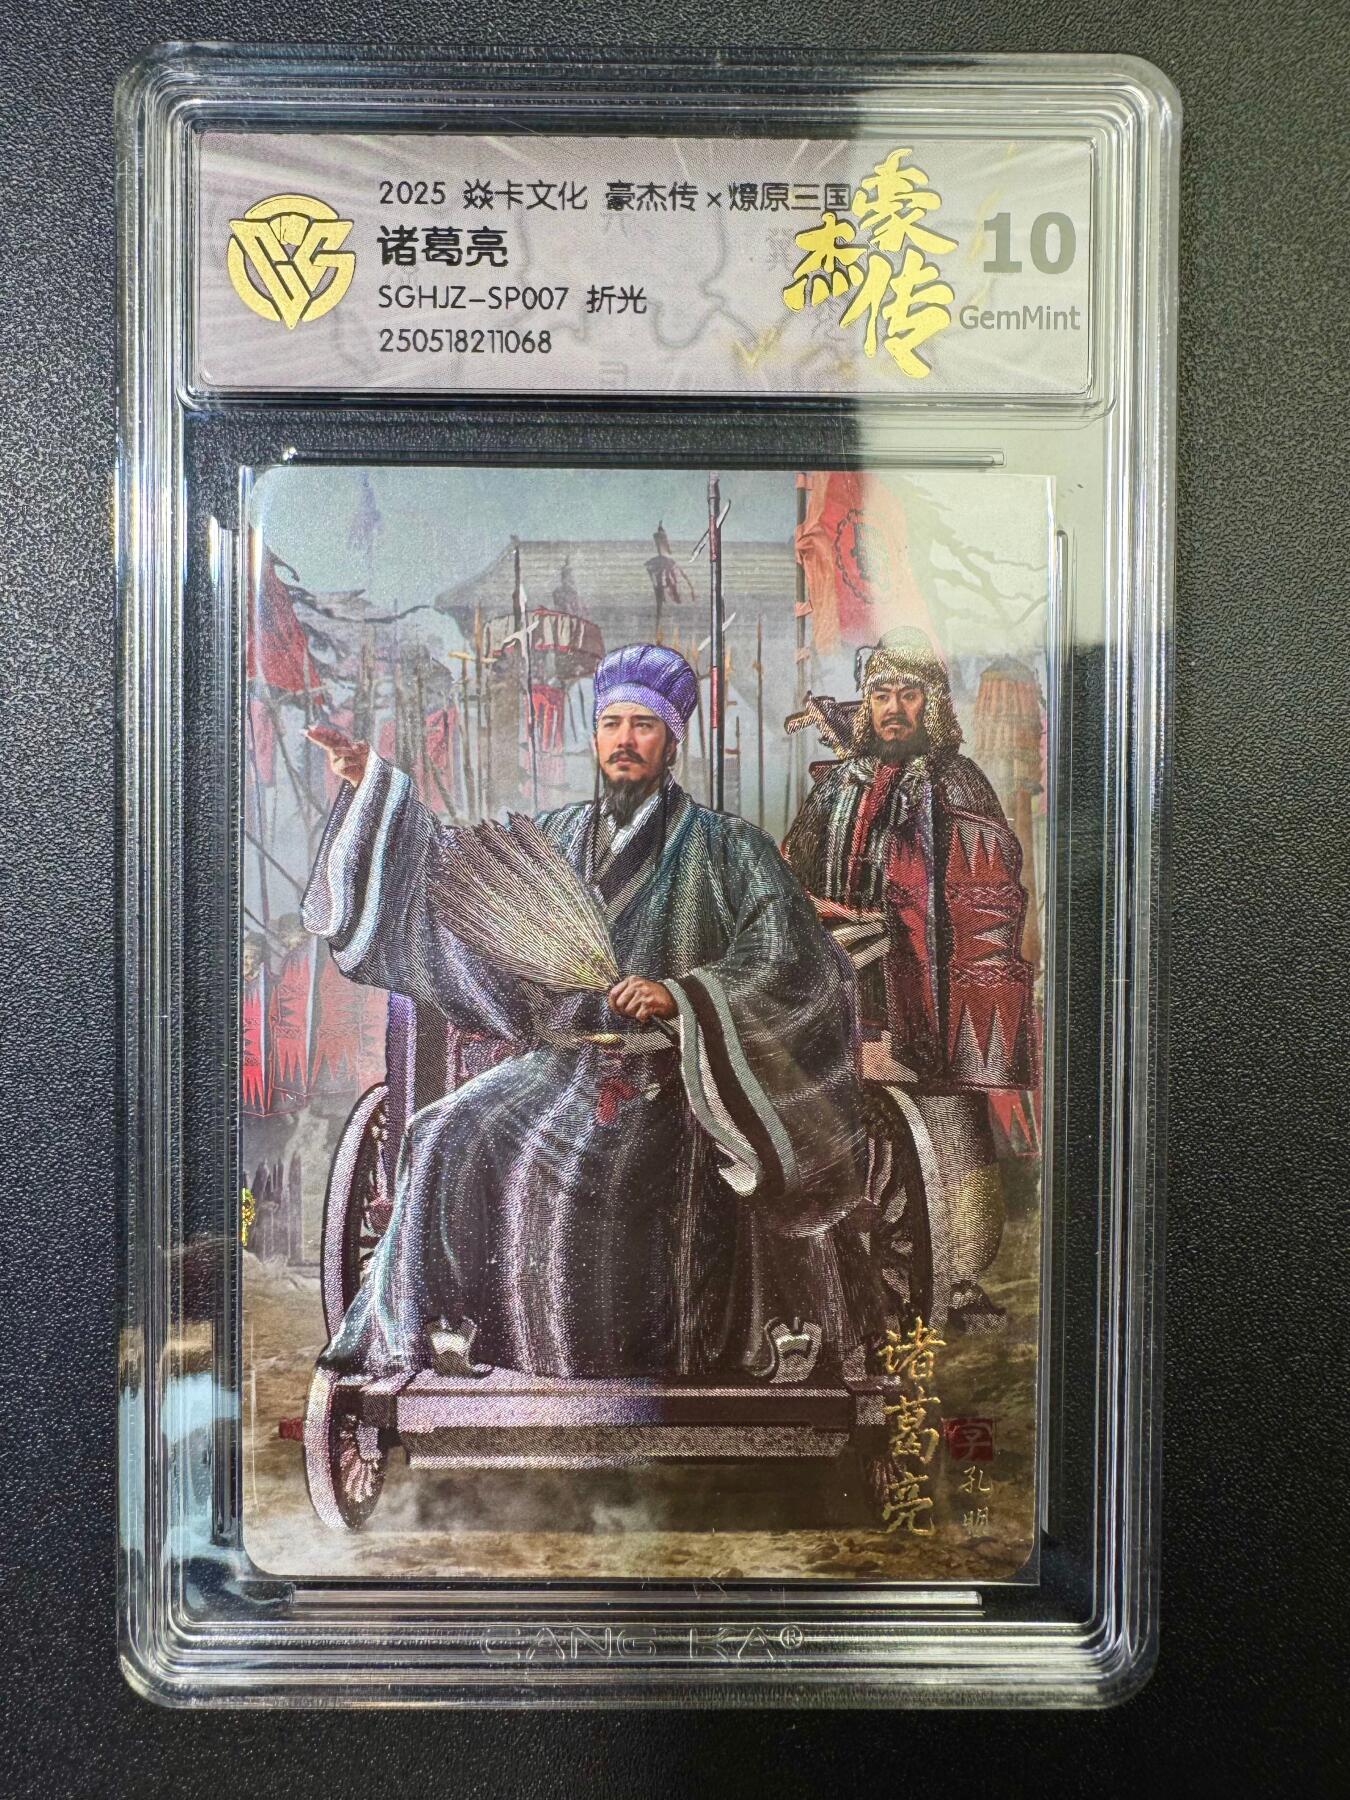 2025 焱卡文化 豪杰传×燎原三国
诸葛亮
SGHJZ-SP007 折光
250518211068
豪杰传
10
GemMint
诸葛亮
字
孔明
CANG KA®